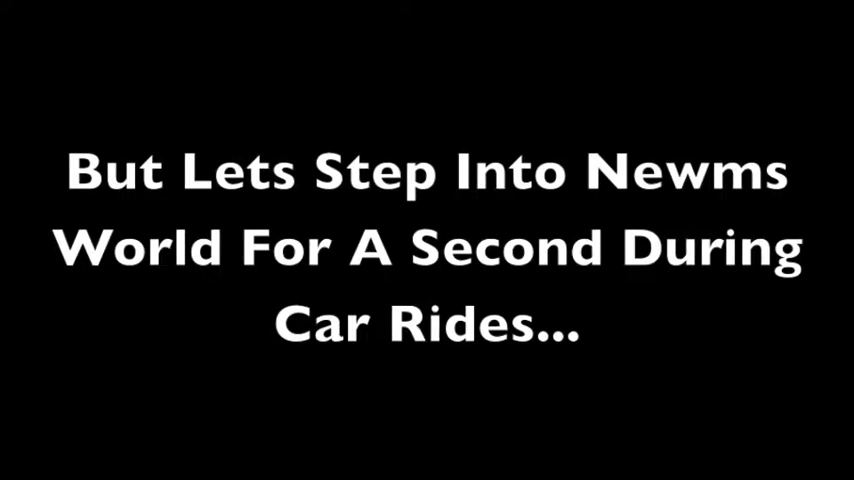 But Lets Step Into Newms
World For A Second During
Car Rides...